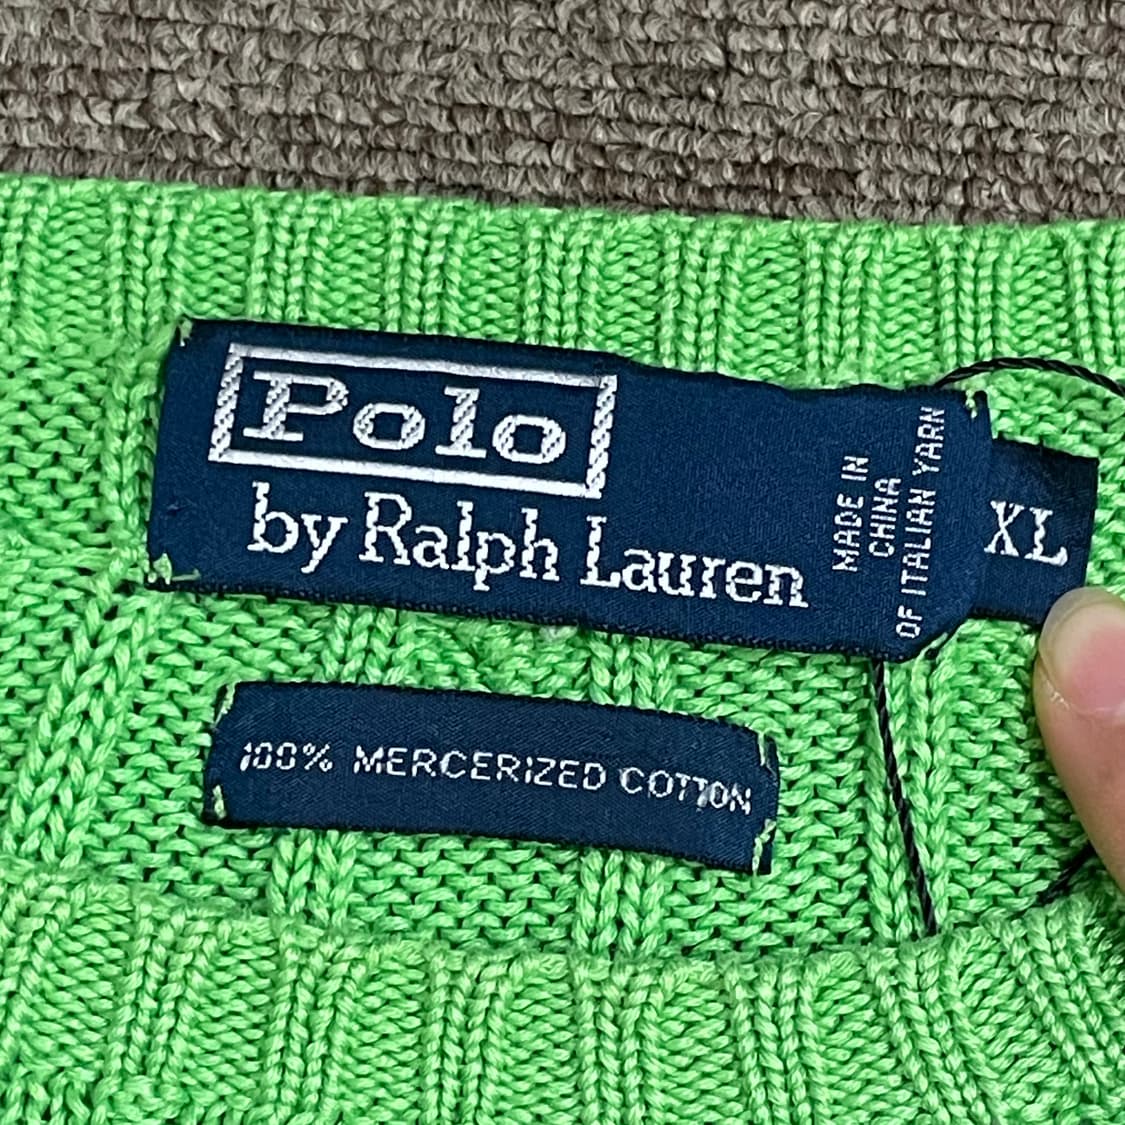 Polo
by Ralph Lauren
MADE IN
CHINA
OF ITALIAN YARN
XL
100% MERCERIZED COTTON